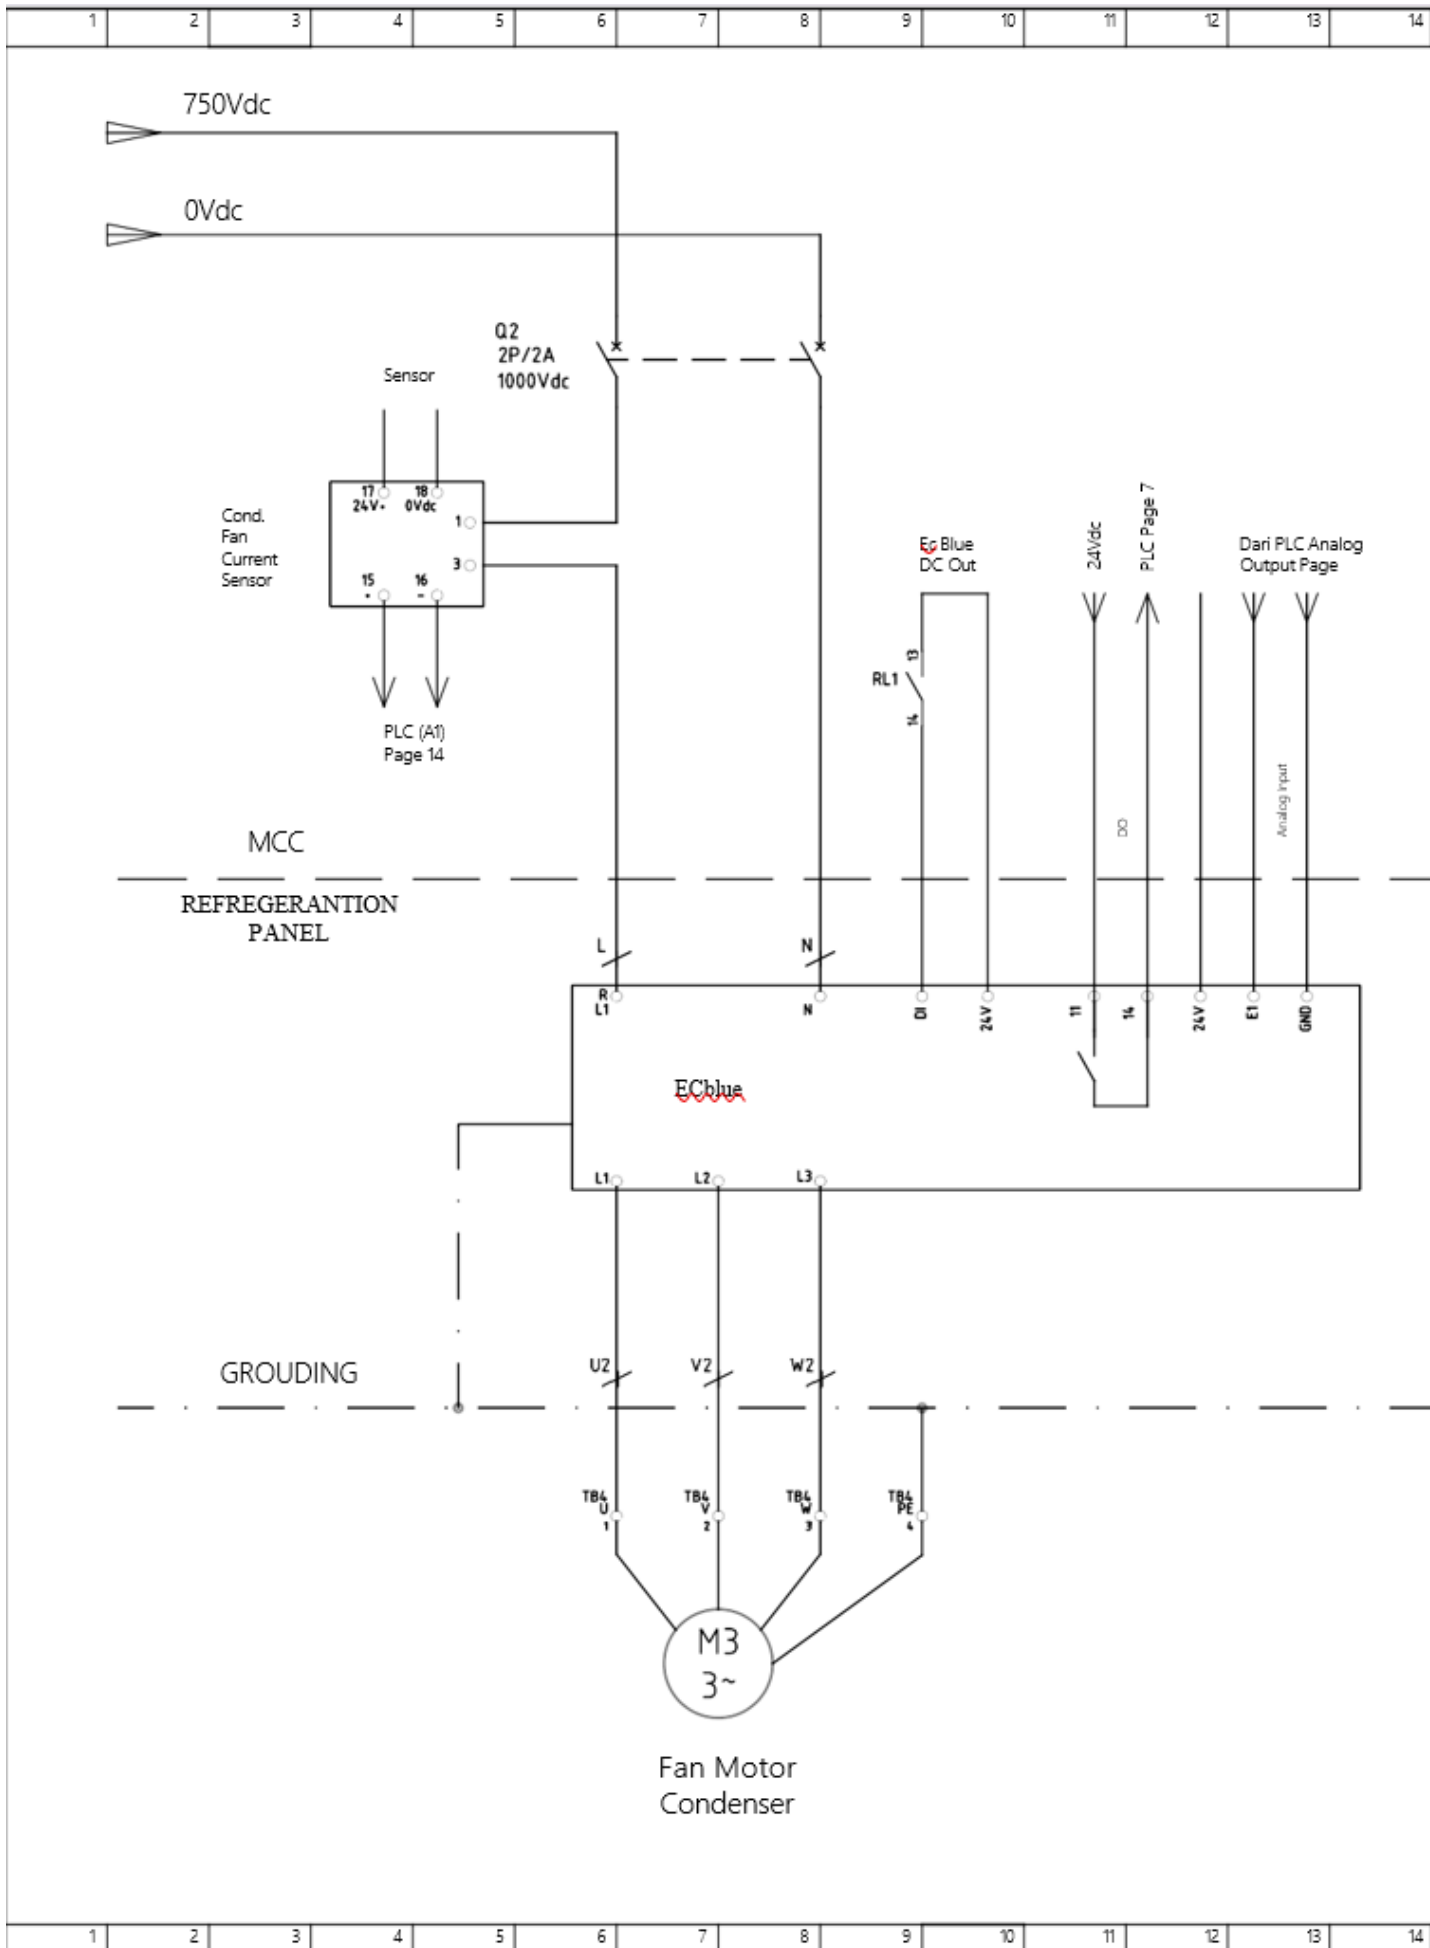 1 2 3 4 5 6 7 8 9 10 11 12 13 14
750Vdc
0Vdc
Q2
2P/2A
1000Vdc
Sensor
17 18
24V+ 0Vdc
1
3
15 16
+ -
Cond.
Fan
Current
Sensor
PLC (A1)
Page 14
Ec Blue
DC Out
24Vdc
PLC Page 7
Dari PLC Analog
Output Page
13
RL1
14
DO
Analog Input
MCC
REFREGERANTION
PANEL
L N
R
L1
N
DI
24V
11
14
24V
E1
GND
ECblue
L1 L2 L3
GROUDING
U2 V2 W2
TB4 TB4 TB4 TB4
U V W PE
1 2 3 4
M3
3~
Fan Motor
Condenser
1 2 3 4 5 6 7 8 9 10 11 12 13 14